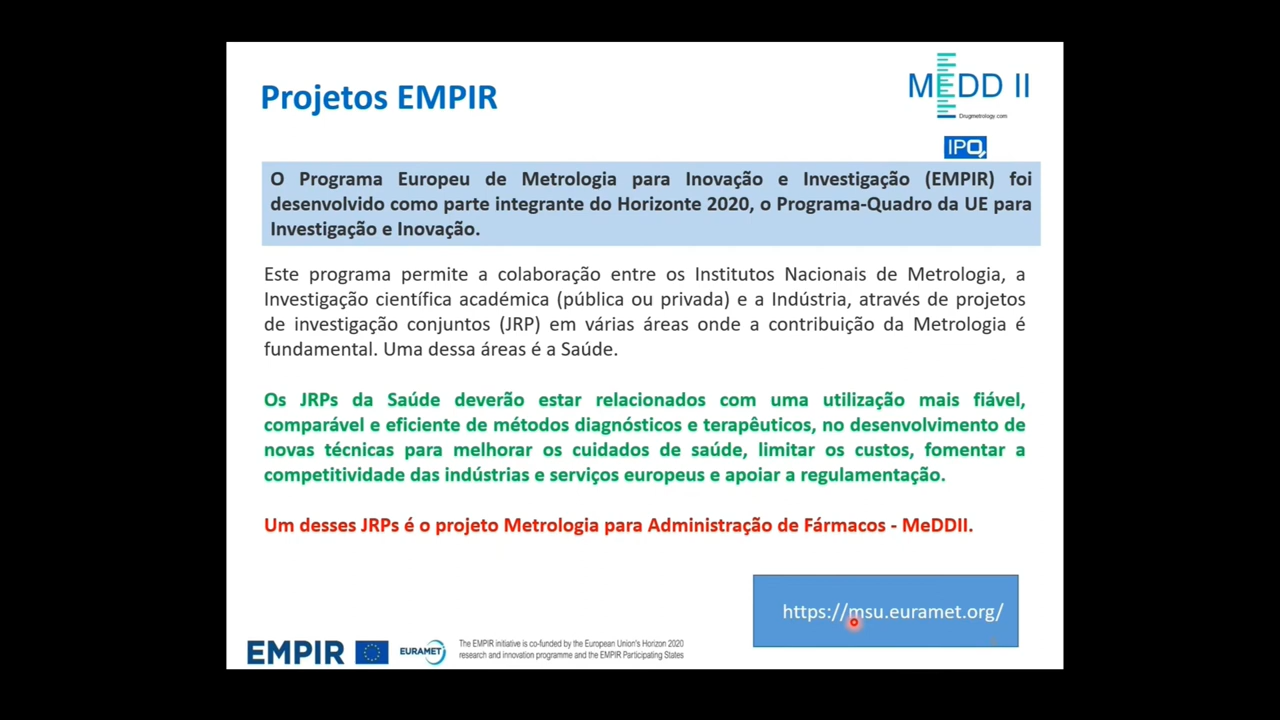 Projetos EMPIR
MEDD II
Drugmetrology.com
IPQ
O Programa Europeu de Metrologia para Inovação e Investigação (EMPIR) foi
desenvolvido como parte integrante do Horizonte 2020, o Programa-Quadro da UE para
Investigação e Inovação.
Este programa permite a colaboração entre os Institutos Nacionais de Metrologia, a
Investigação científica académica (pública ou privada) e a Indústria, através de projetos
de investigação conjuntos (JRP) em várias áreas onde a contribuição da Metrologia é
fundamental. Uma dessa áreas é a Saúde.
Os JRPs da Saúde deverão estar relacionados com uma utilização mais fiável,
comparável e eficiente de métodos diagnósticos e terapêuticos, no desenvolvimento de
novas técnicas para melhorar os cuidados de saúde, limitar os custos, fomentar a
competitividade das indústrias e serviços europeus e apoiar a regulamentação.
Um desses JRPs é o projeto Metrologia para Administração de Fármacos - MeDDII.
https://msu.euramet.org/
EMPIR
EURAMET
The EMPIR initiative is co-funded by the European Union's Horizon 2020
research and innovation programme and the EMPIR Participating States